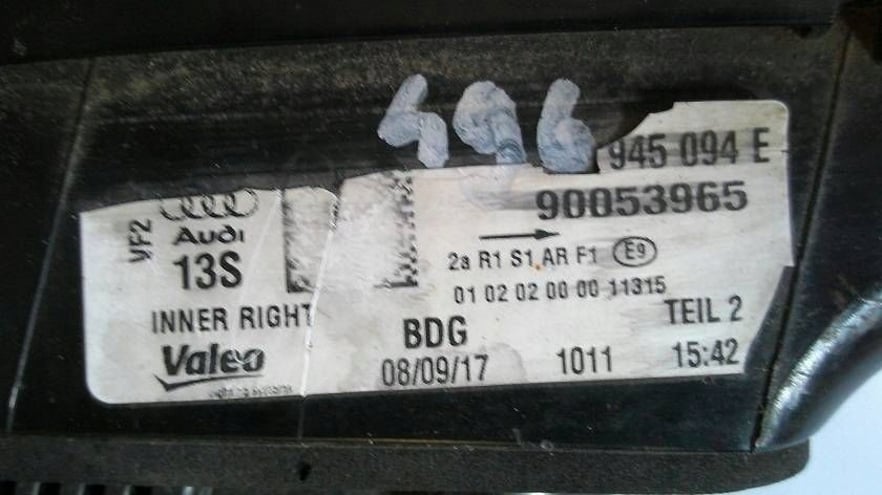 496
945 094 E
90053965
VF2
Audi
13S
2a R1 S1 AR F1 E9
01 02 02 00 00 11315
INNER RIGHT
BDG
TEIL 2
Valeo
08/09/17 1011 15:42